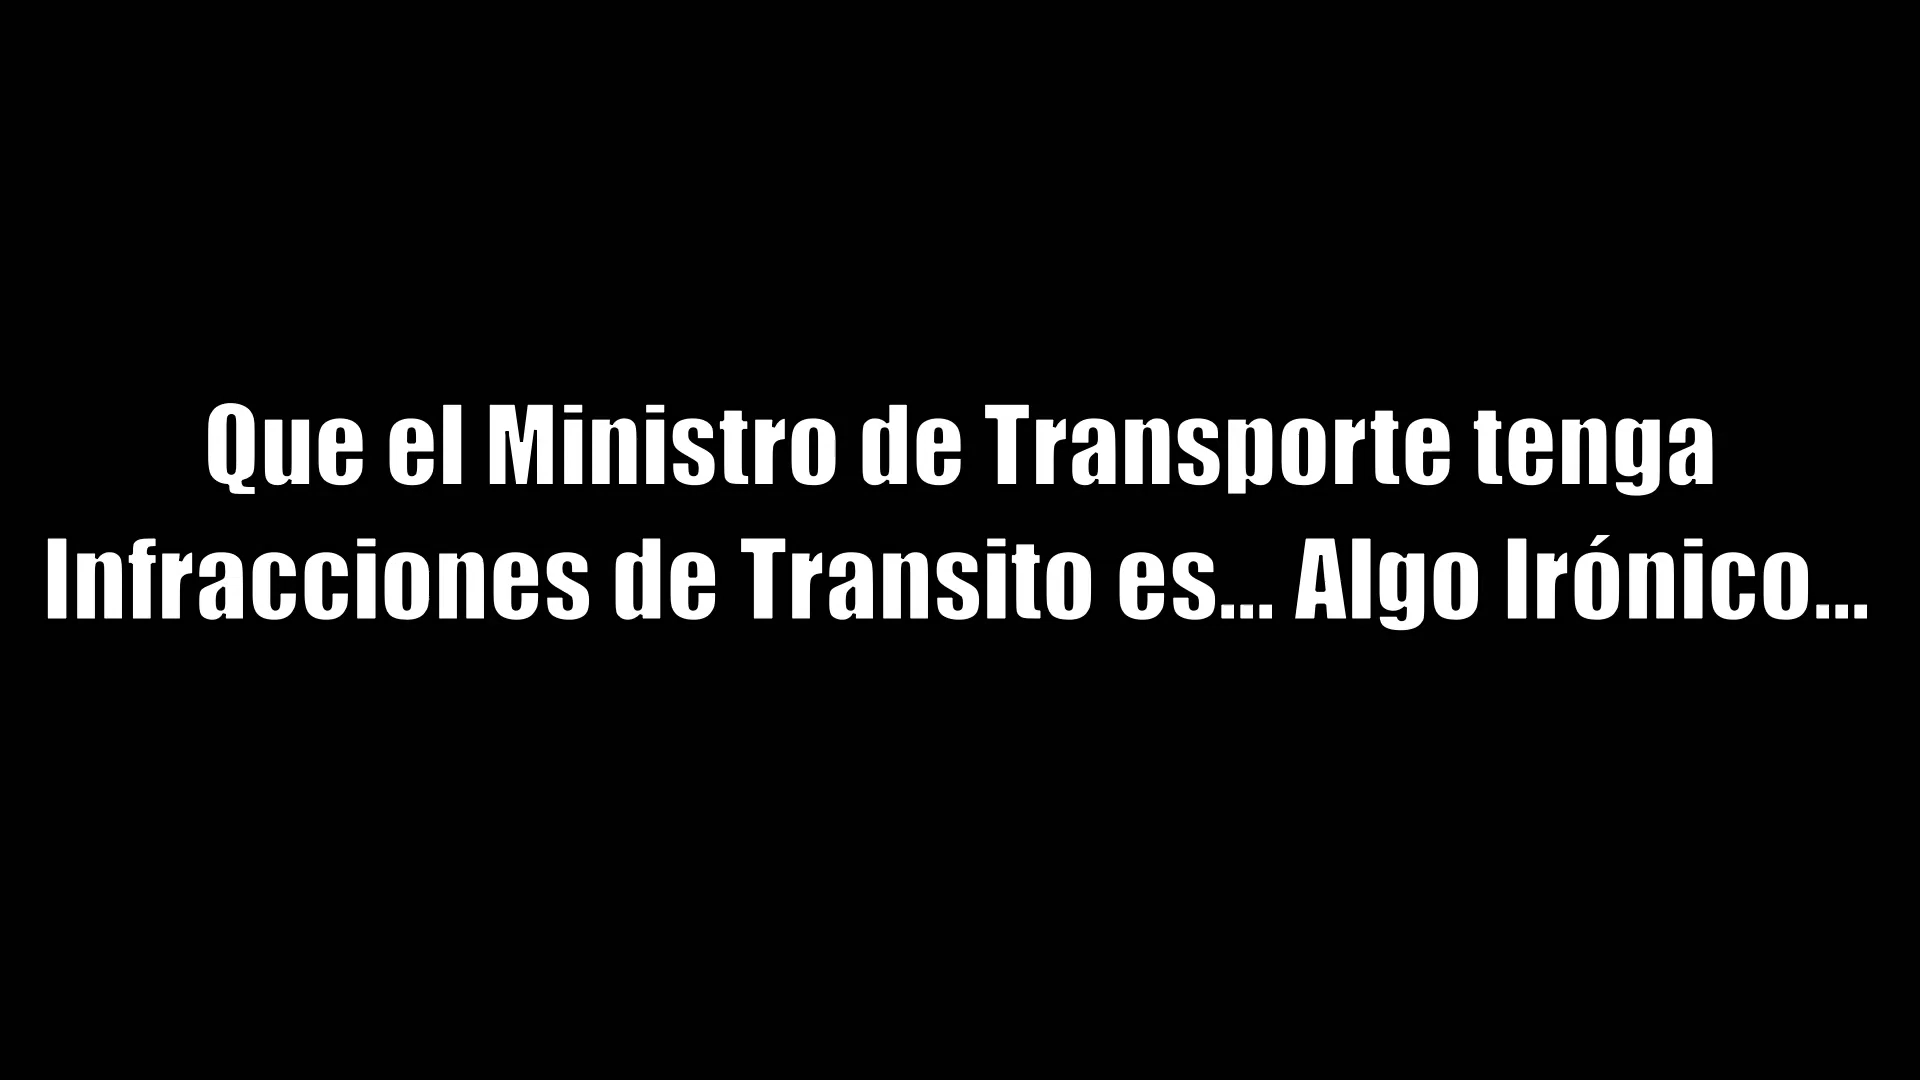 Que el Ministro de Transporte tenga
Infracciones de Transito es... Algo Irónico...